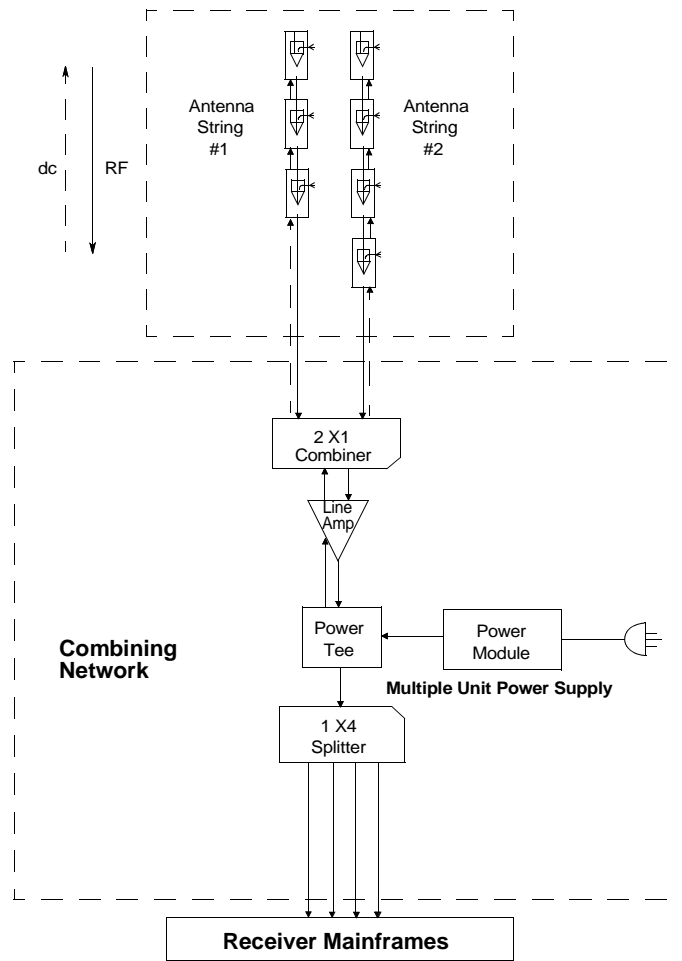 Antenna
String
#1
Antenna
String
#2
dc
RF
2 X1
Combiner
Line
Amp
Power
Tee
Power
Module
Combining
Network
Multiple Unit Power Supply
1 X4
Splitter
Receiver Mainframes